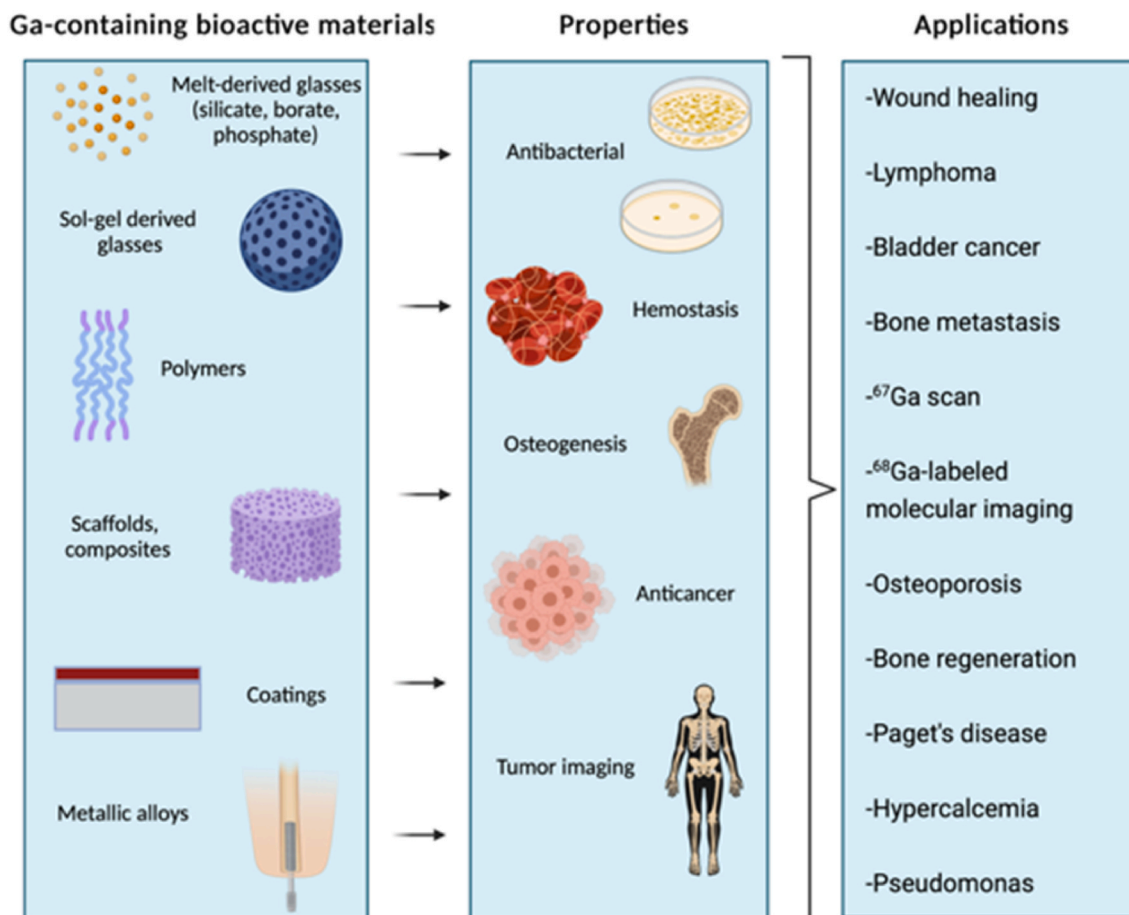 Ga-containing bioactive materials
Melt-derived glasses
(silicate, borate,
phosphate)
Sol-gel derived
glasses
Polymers
Scaffolds,
composites
Coatings
Metallic alloys
Properties
Antibacterial
Hemostasis
Osteogenesis
Anticancer
Tumor imaging
Applications
-Wound healing
-Lymphoma
-Bladder cancer
-Bone metastasis
-⁶⁷Ga scan
-⁶⁸Ga-labeled
molecular imaging
-Osteoporosis
-Bone regeneration
-Paget's disease
-Hypercalcemia
-Pseudomonas